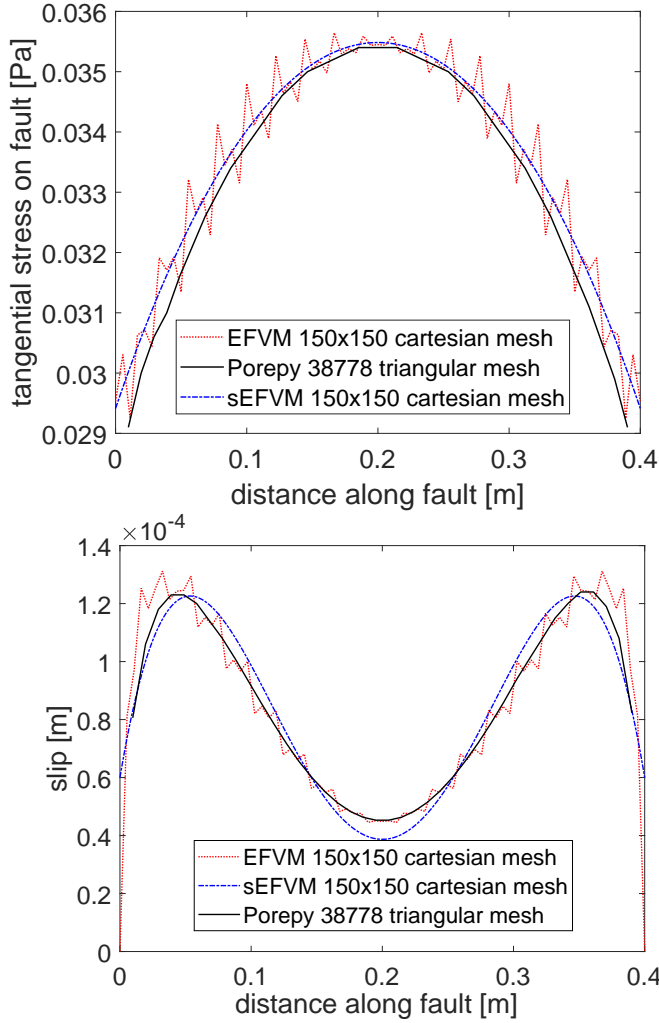 0.036
0.035
0.034
0.033
0.032
0.031
0.03
0.029
tangential stress on fault [Pa]
EFVM 150x150 cartesian mesh
Porepy 38778 triangular mesh
sEFVM 150x150 cartesian mesh
0 0.1 0.2 0.3 0.4
distance along fault [m]
×10⁻⁴
1.4
1.2
1
0.8
0.6
0.4
0.2
0
slip [m]
EFVM 150x150 cartesian mesh
sEFVM 150x150 cartesian mesh
Porepy 38778 triangular mesh
0 0.1 0.2 0.3 0.4
distance along fault [m]